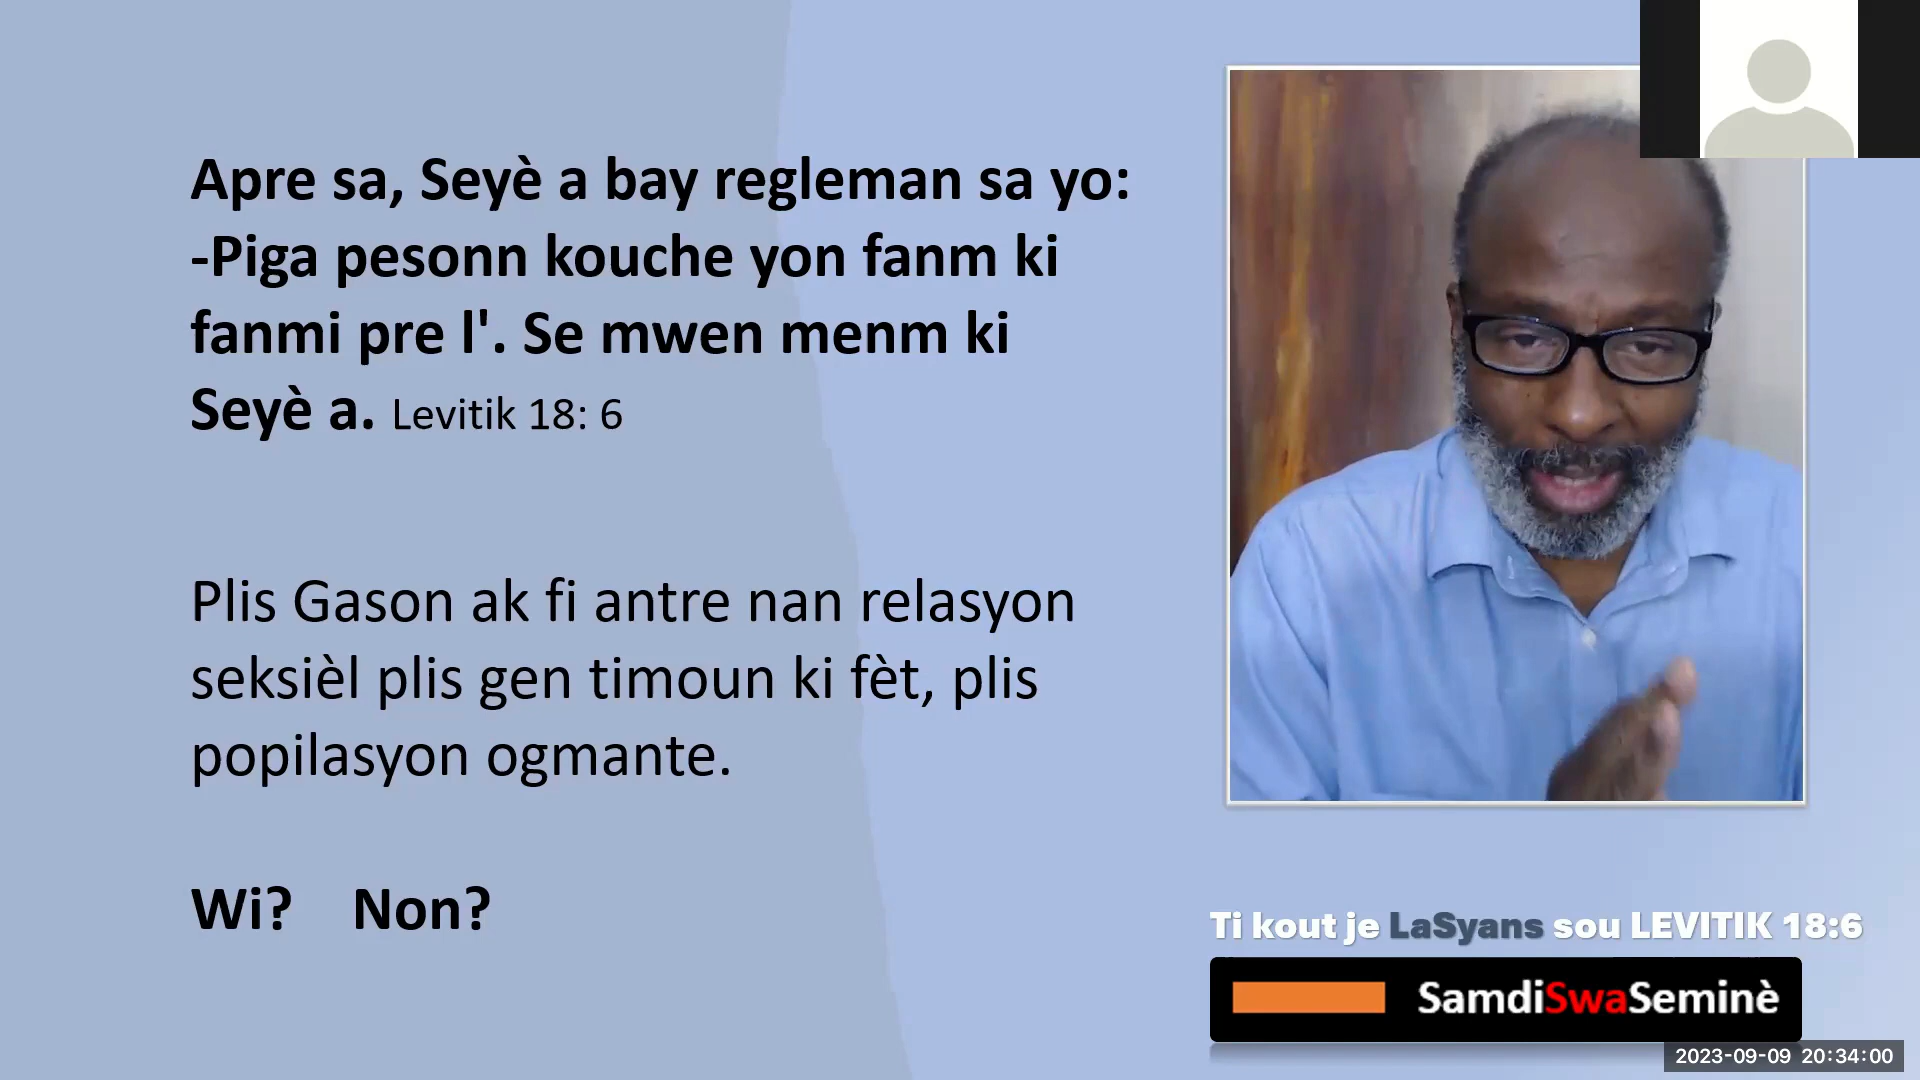 Apre sa, Seyè a bay regleman sa yo:
-Piga pesonn kouche yon fanm ki
fanmi pre l'. Se mwen menm ki
Seyè a. Levitik 18: 6
Plis Gason ak fi antre nan relasyon
seksièl plis gen timoun ki fèt, plis
popilasyon ogmante.
Wi? Non?
Ti kout je LaSyans sou LEVITIK 18:6
SamdiSwaSeminè
2023-09-09 20:34:00